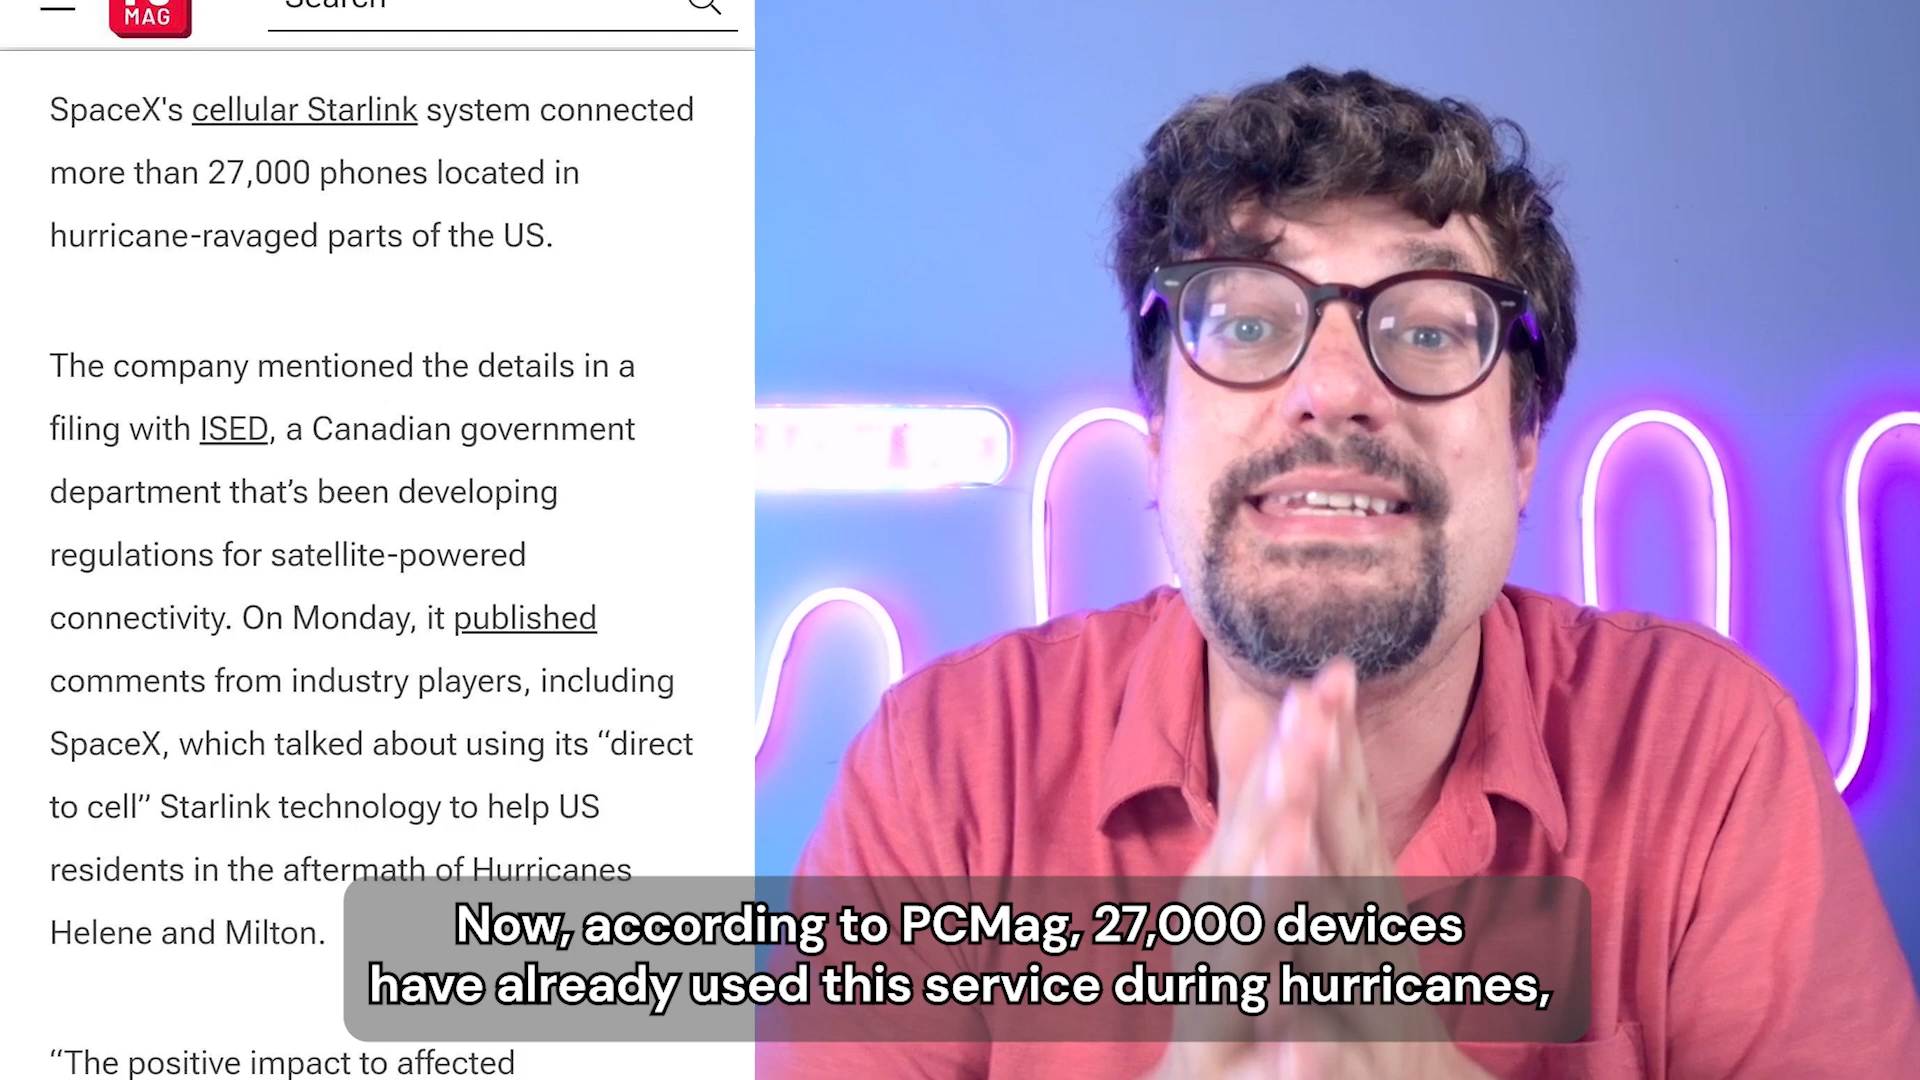 MAG
Search
SpaceX's cellular Starlink system connected
more than 27,000 phones located in
hurricane-ravaged parts of the US.
The company mentioned the details in a
filing with ISED, a Canadian government
department that’s been developing
regulations for satellite-powered
connectivity. On Monday, it published
comments from industry players, including
SpaceX, which talked about using its “direct
to cell” Starlink technology to help US
residents in the aftermath of Hurricanes
Helene and Milton.
“The positive impact to affected
Now, according to PCMag, 27,000 devices
have already used this service during hurricanes,